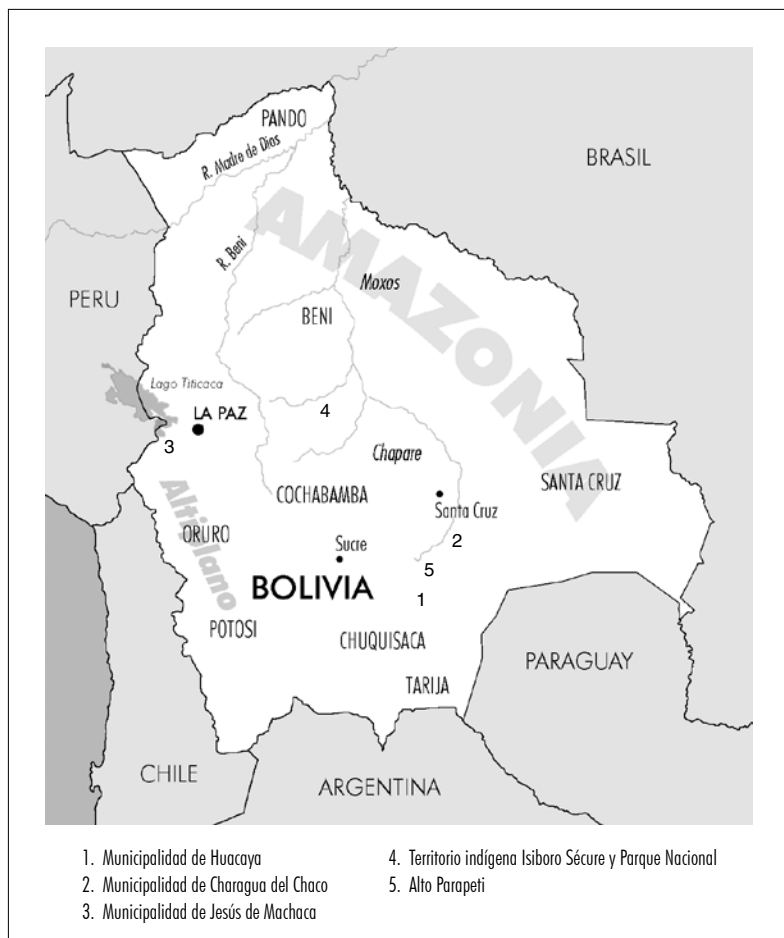 PANDO
R. Madre de Dios
BRASIL
AMAZONIA
R. Beni
Moxos
PERU
BENI
Lago Titicaca
LA PAZ
4
3
Chapare
SANTA CRUZ
COCHABAMBA
Santa Cruz
Altiplano
ORURO
Sucre
2
5
BOLIVIA
1
POTOSI
CHUQUISACA
PARAGUAY
TARIJA
CHILE
ARGENTINA
1. Municipalidad de Huacaya
2. Municipalidad de Charagua del Chaco
3. Municipalidad de Jesús de Machaca
4. Territorio indígena Isiboro Sécure y Parque Nacional
5. Alto Parapeti